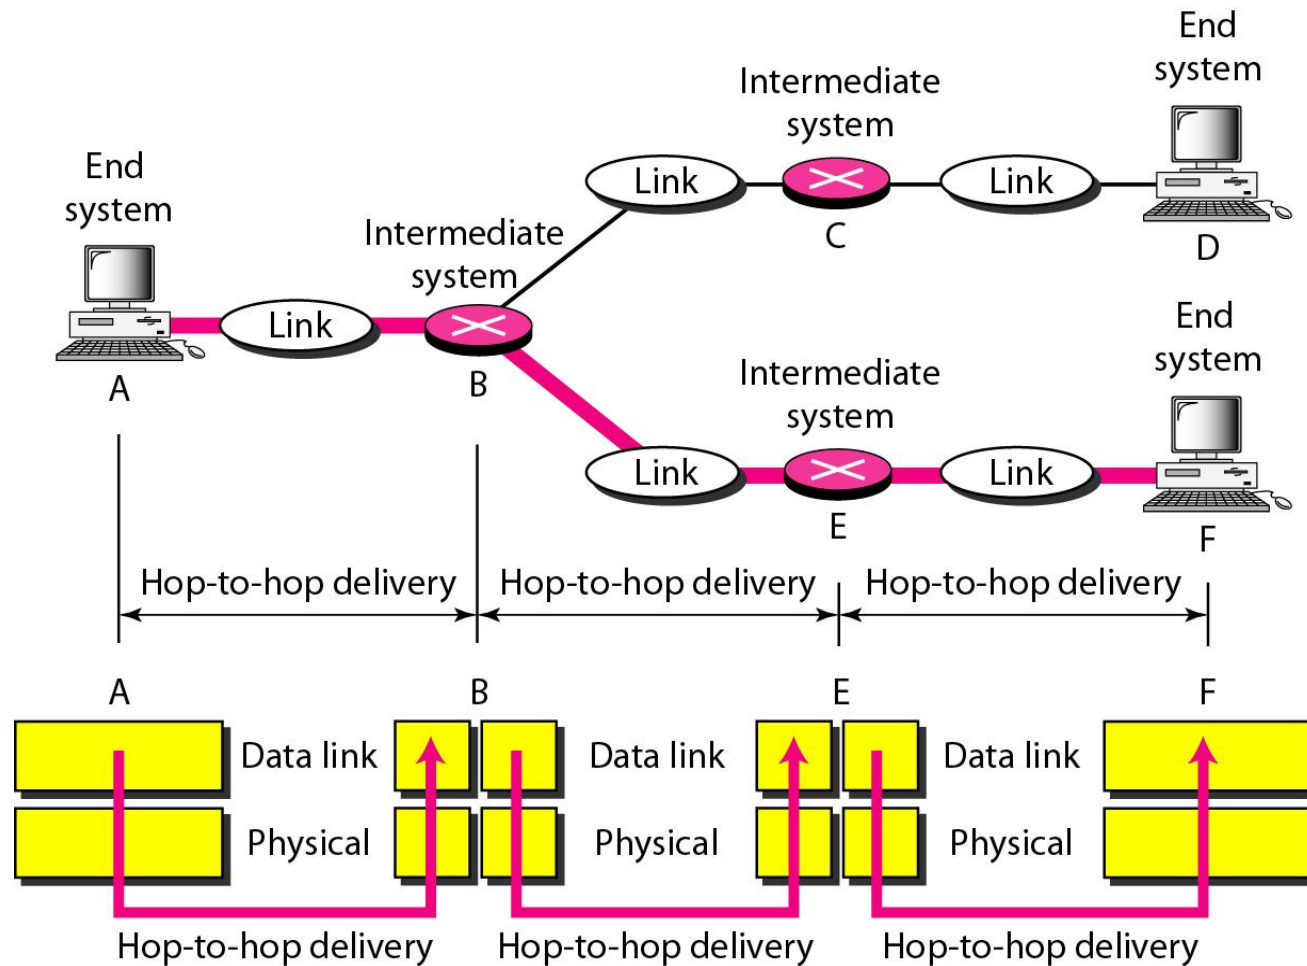 End
system
Intermediate
system
End
system
Link
Link
C
D
Intermediate
system
Link
A
B
Intermediate
system
End
system
Link
Link
E
F
Hop-to-hop delivery
Hop-to-hop delivery
Hop-to-hop delivery
A
B
E
F
Data link
Data link
Data link
Physical
Physical
Physical
Hop-to-hop delivery
Hop-to-hop delivery
Hop-to-hop delivery